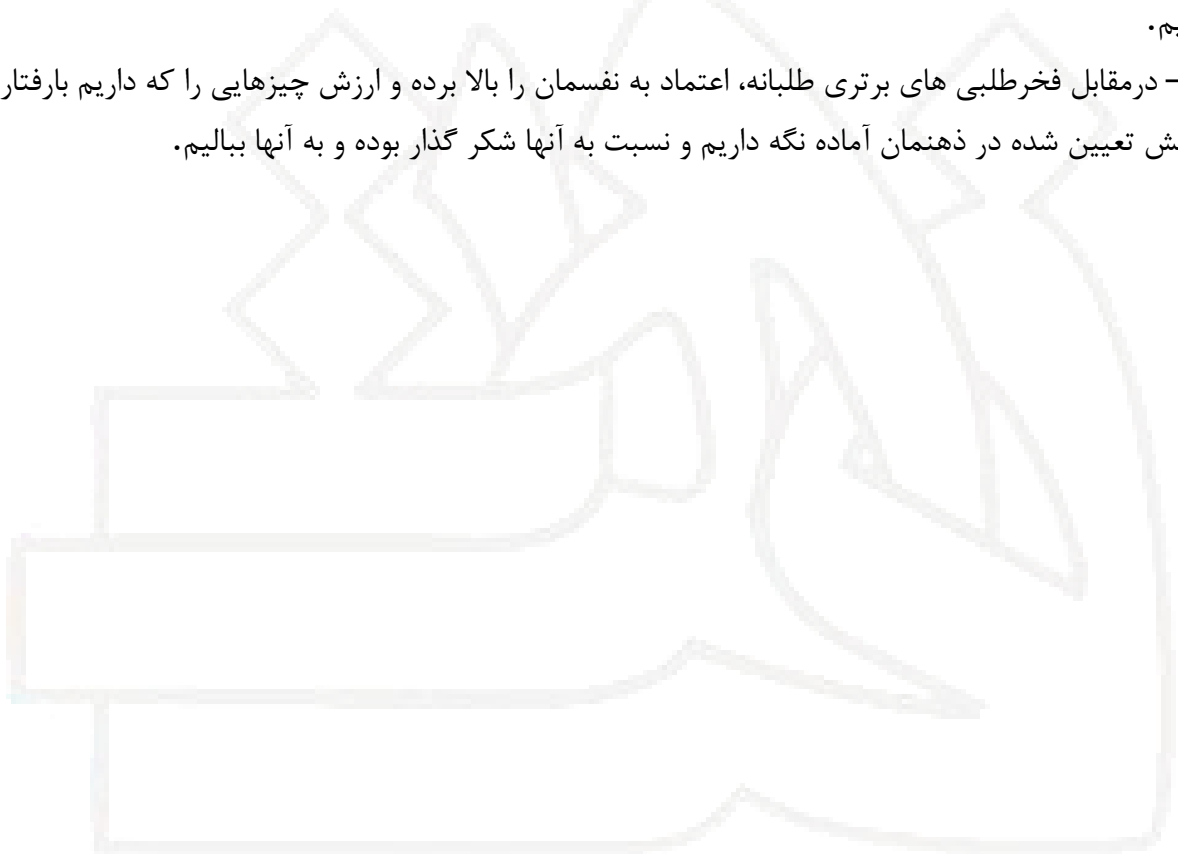 یم.
- درمقابل فخرطلبی های برتری طلبانه، اعتماد به نفسمان را بالا برده و ارزش چیزهایی را که داریم بارفتار
ش تعیین شده در ذهنمان آماده نگه داریم و نسبت به آنها شکر گذار بوده و به آنها ببالیم.